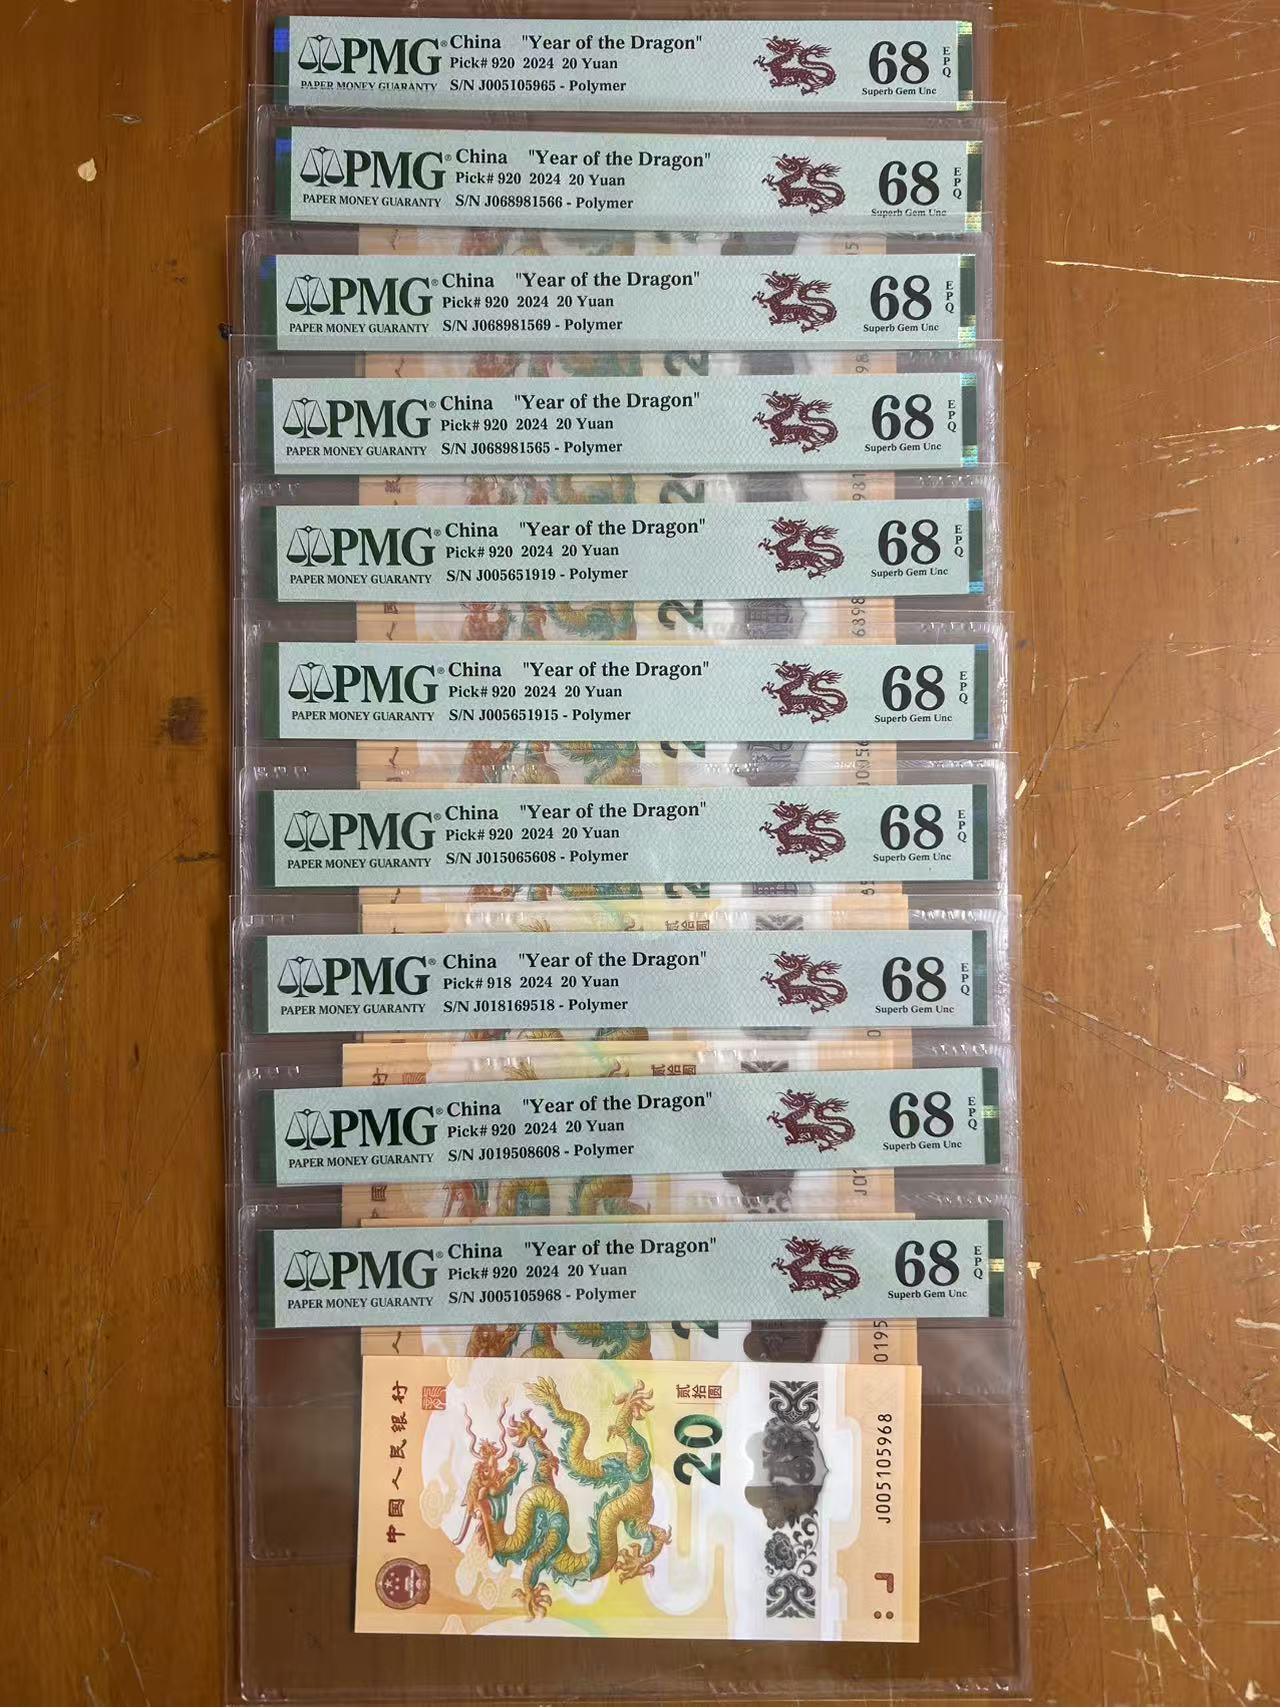 PMG® China "Year of the Dragon" 68 EPQ
Pick# 920 2024 20 Yuan
PAPER MONEY GUARANTY S/N J005105965 - Polymer Superb Gem Unc
PMG® China "Year of the Dragon" 68 EPQ
Pick# 920 2024 20 Yuan
PAPER MONEY GUARANTY S/N J068981566 - Polymer Superb Gem Unc
PMG® China "Year of the Dragon" 68 EPQ
Pick# 920 2024 20 Yuan
PAPER MONEY GUARANTY S/N J068981569 - Polymer Superb Gem Unc
PMG® China "Year of the Dragon" 68 EPQ
Pick# 920 2024 20 Yuan
PAPER MONEY GUARANTY S/N J068981565 - Polymer Superb Gem Unc
PMG® China "Year of the Dragon" 68 EPQ
Pick# 920 2024 20 Yuan
PAPER MONEY GUARANTY S/N J005651919 - Polymer Superb Gem Unc
PMG® China "Year of the Dragon" 68 EPQ
Pick# 920 2024 20 Yuan
PAPER MONEY GUARANTY S/N J005651915 - Polymer Superb Gem Unc
PMG® China "Year of the Dragon" 68 EPQ
Pick# 920 2024 20 Yuan
PAPER MONEY GUARANTY S/N J015065608 - Polymer Superb Gem Unc
贰拾圆
PMG® China "Year of the Dragon" 68 EPQ
Pick# 918 2024 20 Yuan
PAPER MONEY GUARANTY S/N J018169518 - Polymer Superb Gem Unc
贰拾圆
PMG® China "Year of the Dragon" 68 EPQ
Pick# 920 2024 20 Yuan
PAPER MONEY GUARANTY S/N J019508608 - Polymer Superb Gem Unc
PMG® China "Year of the Dragon" 68 EPQ
Pick# 920 2024 20 Yuan
PAPER MONEY GUARANTY S/N J005105968 - Polymer Superb Gem Unc
中国人民银行
贰拾圆
20
J005105968